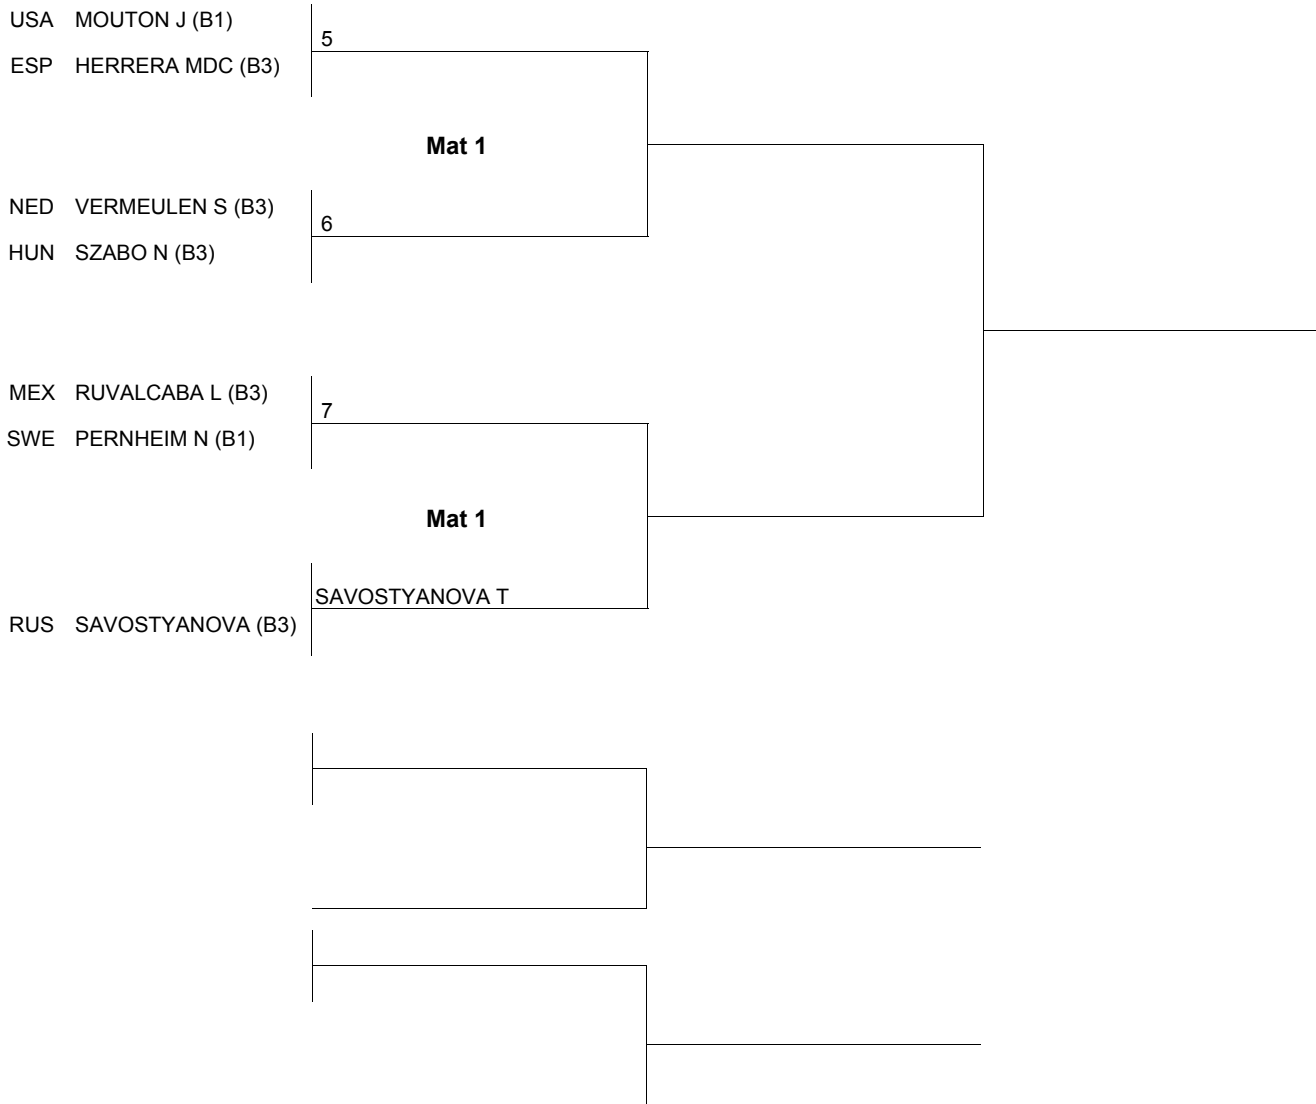 USA MOUTON J (B1)
5
ESP HERRERA MDC (B3)
Mat 1
NED VERMEULEN S (B3)
6
HUN SZABO N (B3)
MEX RUVALCABA L (B3)
7
SWE PERNHEIM N (B1)
Mat 1
SAVOSTYANOVA T
RUS SAVOSTYANOVA (B3)